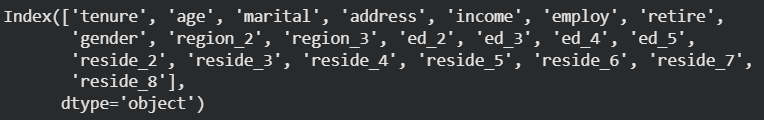 Index(['tenure', 'age', 'marital', 'address', 'income', 'employ', 'retire',
'gender', 'region_2', 'region_3', 'ed_2', 'ed_3', 'ed_4', 'ed_5',
'reside_2', 'reside_3', 'reside_4', 'reside_5', 'reside_6', 'reside_7',
'reside_8'],
dtype='object')